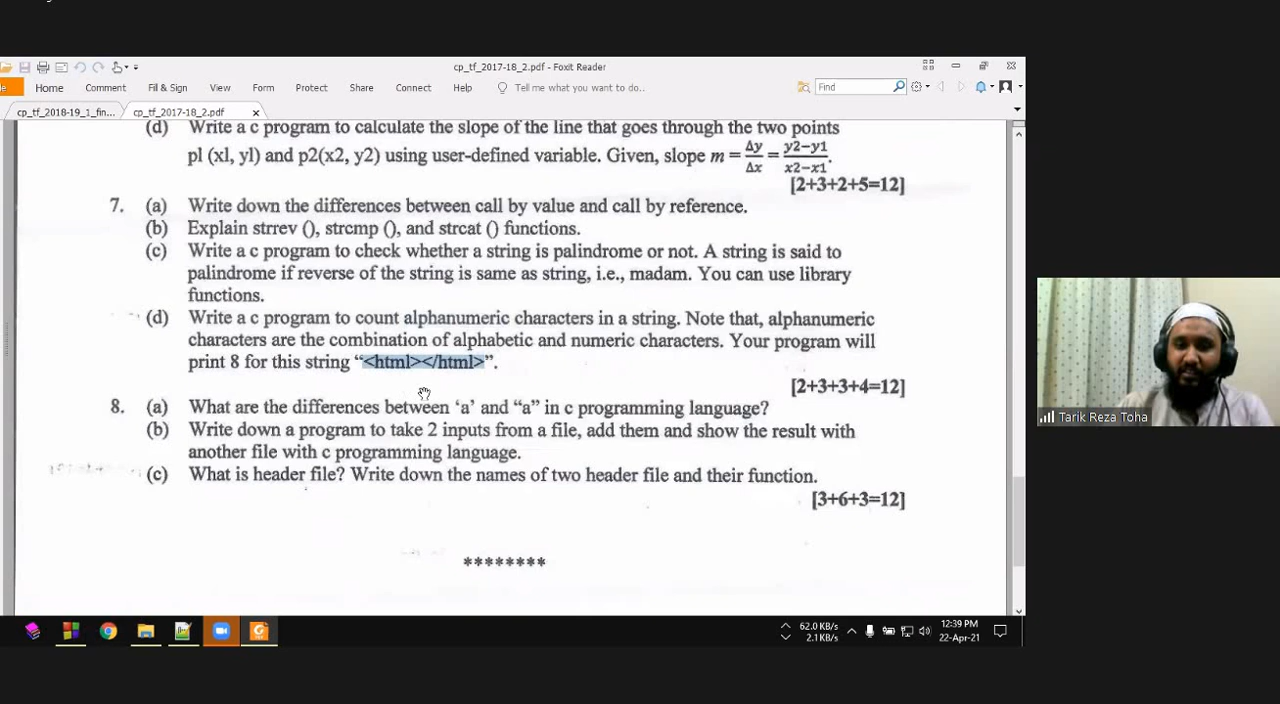 cp_tf_2017-18_2.pdf - Foxit Reader
Home Comment Fill & Sign View Form Protect Share Connect Help Tell me what you want to do.. Find
cp_tf_2018-19_1_fin... cp_tf_2017-18_2.pdf
(d) Write a c program to calculate the slope of the line that goes through the two points
pl (xl, yl) and p2(x2, y2) using user-defined variable. Given, slope m = Δy/Δx = y2−y1/x2−x1.
[2+3+2+5=12]
7. (a) Write down the differences between call by value and call by reference.
(b) Explain strrev (), strcmp (), and strcat () functions.
(c) Write a c program to check whether a string is palindrome or not. A string is said to
palindrome if reverse of the string is same as string, i.e., madam. You can use library
functions.
(d) Write a c program to count alphanumeric characters in a string. Note that, alphanumeric
characters are the combination of alphabetic and numeric characters. Your program will
print 8 for this string “<html></html>”.
[2+3+3+4=12]
8. (a) What are the differences between ‘a’ and “a” in c programming language?
(b) Write down a program to take 2 inputs from a file, add them and show the result with
another file with c programming language.
(c) What is header file? Write down the names of two header file and their function.
[3+6+3=12]
********
Tarik Reza Toha
62.0 KB/s
2.1 KB/s
12:39 PM
22-Apr-21